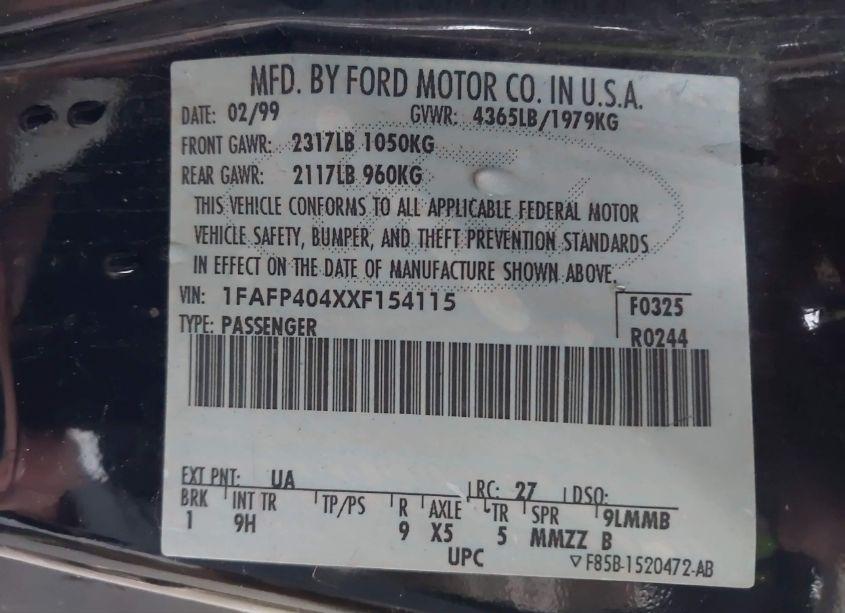 MFD. BY FORD MOTOR CO. IN U.S.A.
DATE: 02/99 GVWR: 4365LB/1979KG
FRONT GAWR: 2317LB 1050KG
REAR GAWR: 2117LB 960KG
THIS VEHICLE CONFORMS TO ALL APPLICABLE FEDERAL MOTOR
VEHICLE SAFETY, BUMPER, AND THEFT PREVENTION STANDARDS
IN EFFECT ON THE DATE OF MANUFACTURE SHOWN ABOVE.
VIN: 1FAFP404XXF154115 F0325
TYPE: PASSENGER R0244
EXT PNT: UA RC: 27 DSO:
BRK INT TR TP/PS R AXLE TR SPR 9LMMB
1 9H 9 X5 5 MMZZ B
UPC ▽ F85B-1520472-AB